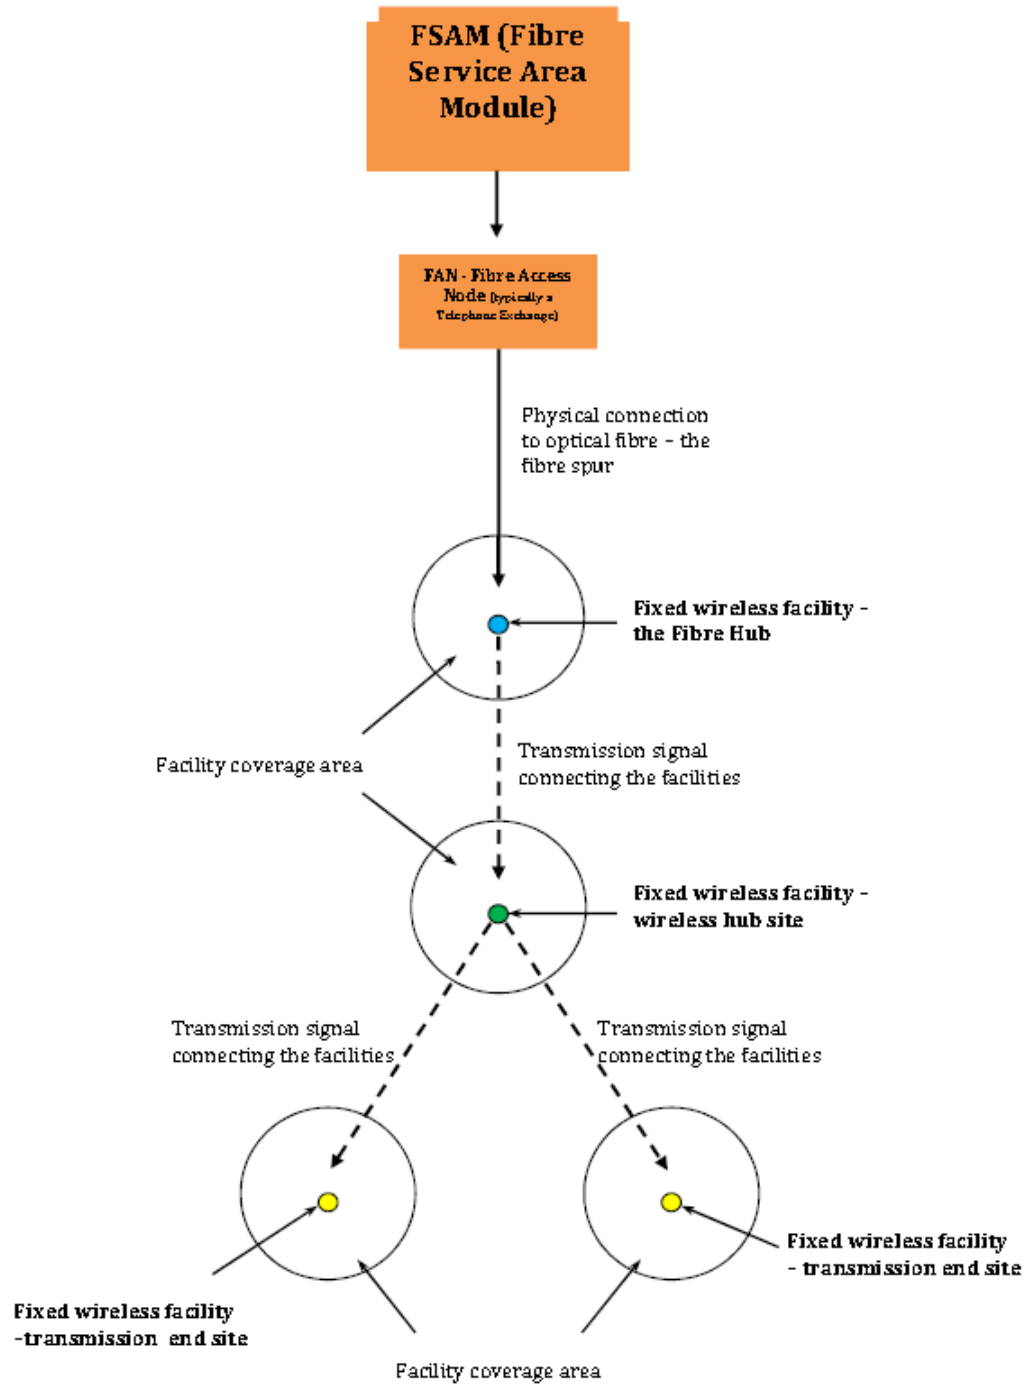 FSAM (Fibre
Service Area
Module)
FAN - Fibre Access
Node (typically a
Telephone Exchange)
Physical connection
to optical fibre – the
fibre spur
Fixed wireless facility –
the Fibre Hub
Facility coverage area
Transmission signal
connecting the facilities
Fixed wireless facility –
wireless hub site
Transmission signal
connecting the facilities
Transmission signal
connecting the facilities
Fixed wireless facility
– transmission end site
Fixed wireless facility
–transmission end site
Facility coverage area